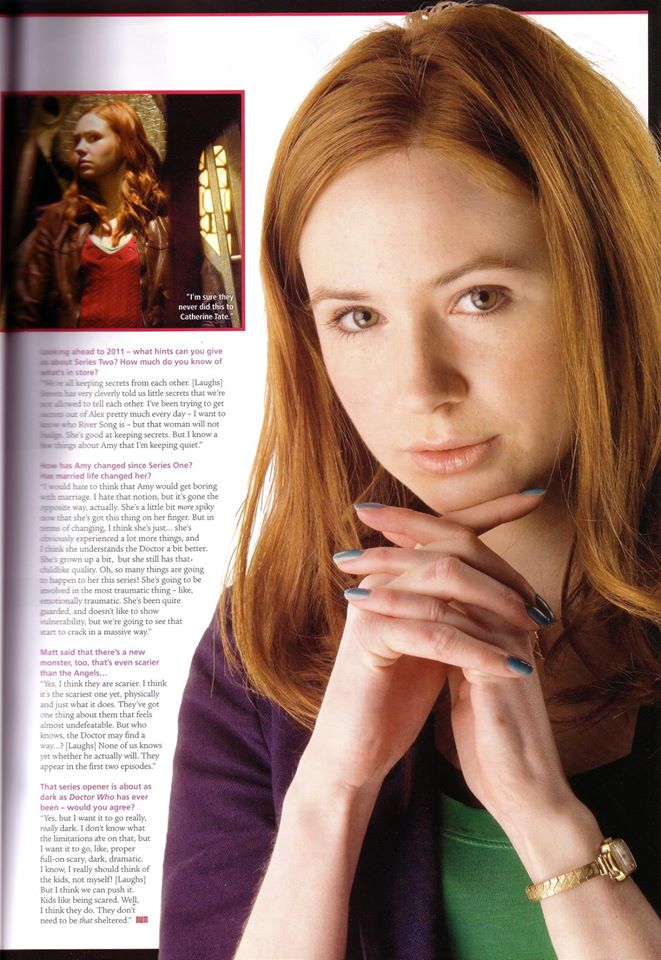 "I'm sure they
never did this to
Catherine Tate."
Looking ahead to 2011 – what hints can you give
us about Series Two? How much do you know of
what's in store?
"We're all keeping secrets from each other. [Laughs]
Steven has very cleverly told us little secrets that we're
not allowed to tell each other. I've been trying to get
secrets out of Alex pretty much every day – I want to
know who River Song is – but that woman will not
budge. She's good at keeping secrets. But I know a
few things about Amy that I'm keeping quiet."
How has Amy changed since Series One?
Has married life changed her?
"I would hate to think that Amy would get boring
with marriage. I hate that notion, but it's gone the
opposite way, actually. She's a little bit more spiky
now that she's got this thing on her finger. But in
terms of changing, I think she's just... she's
obviously experienced a lot more things, and
I think she understands the Doctor a bit better.
She's grown up a bit, but she still has that
childlike quality. Oh, so many things are going
to happen to her this series! She's going to be
involved in the most traumatic thing – like,
emotionally traumatic. She's been quite
guarded, and doesn't like to show
vulnerability, but we're going to see that
start to crack in a massive way."
Matt said that there's a new
monster, too, that's even scarier
than the Angels...
"Yes, I think they are scarier. I think
it's the scariest one yet, physically
and just what it does. They've got
one thing about them that feels
almost undefeatable. But who
knows, the Doctor may find a
way...? [Laughs] None of us knows
yet whether he actually will. They
appear in the first two episodes."
That series opener is about as
dark as Doctor Who has ever
been – would you agree?
"Yes, but I want it to go really,
really dark. I don't know what
the limitations are on that, but
I want it to go, like, proper
full-on scary, dark, dramatic.
I know, I really should think of
the kids, not myself! [Laughs]
But I think we can push it.
Kids like being scared. Well,
I think they do. They don't
need to be that sheltered." DWM